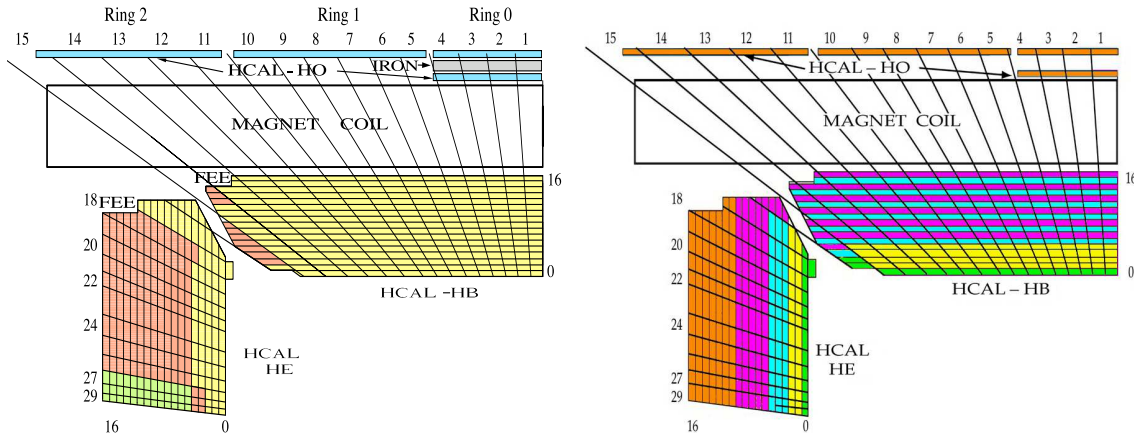 Ring 2 Ring 1 Ring 0
15 14 13 12 11 10 9 8 7 6 5 4 3 2 1
HCAL-HO IRON
MAGNET COIL
FEE 16
18 FEE
20
22
0 0
HCAL -HB
24
HCAL
HE
27
29
16 0
15 14 13 12 11 10 9 8 7 6 5 4 3 2 1
HCAL - HO
MAGNET COIL
16
18
20
22
0
HCAL - HB
24
HCAL
HE
27
29
16 0